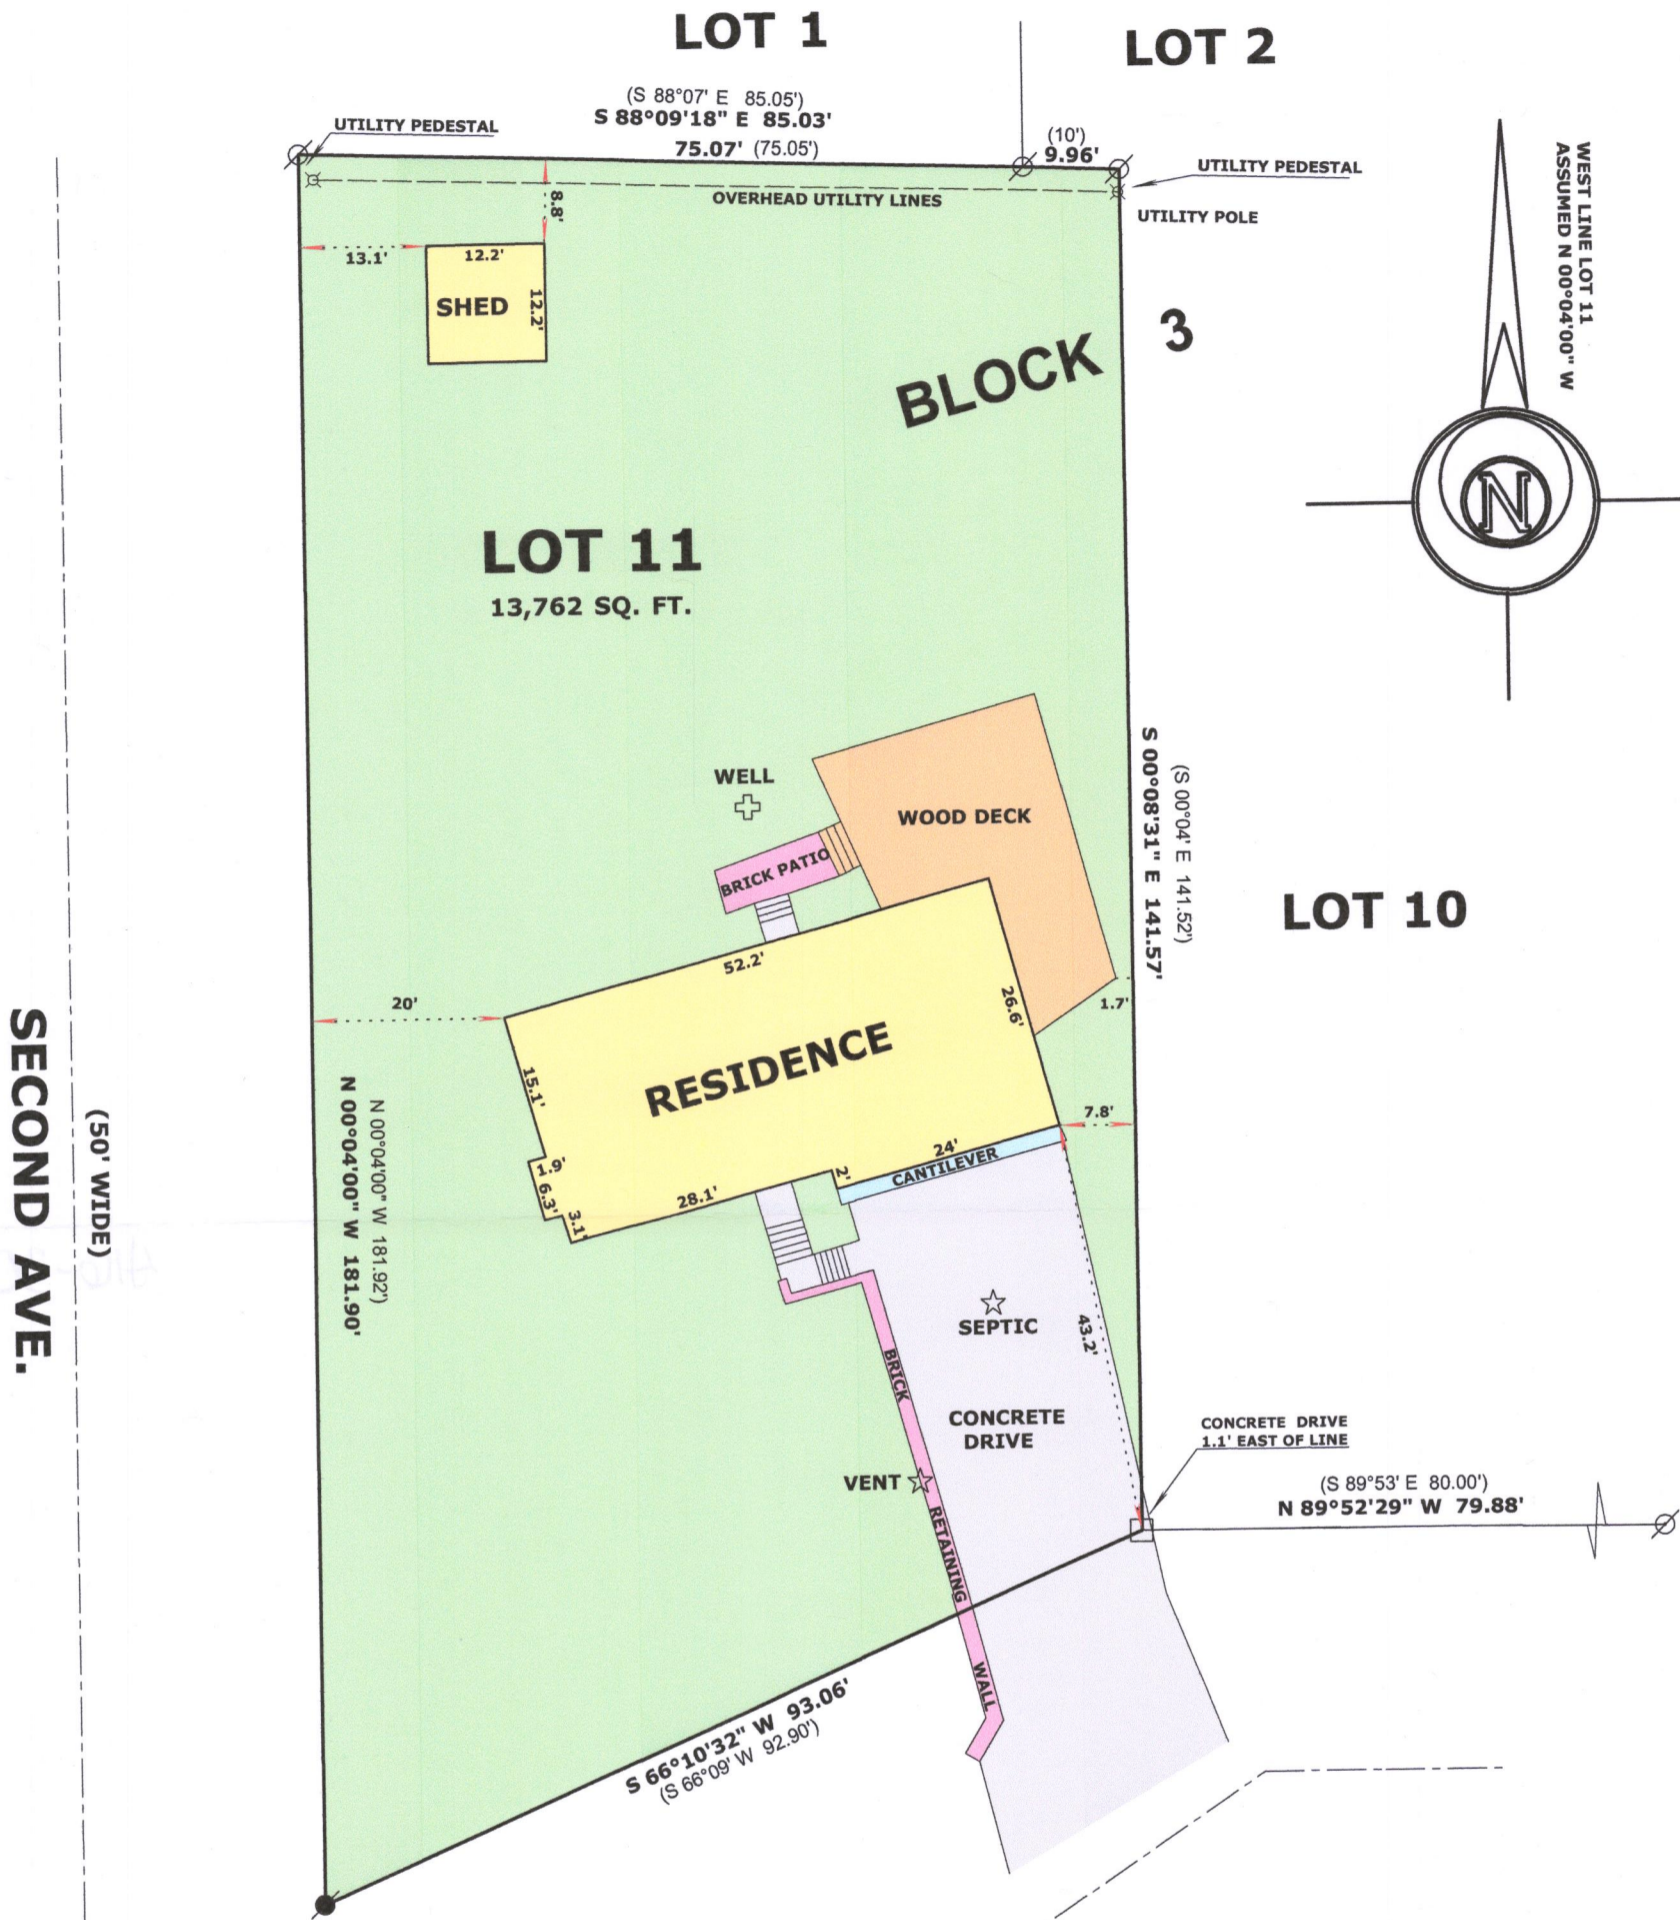 LOT 1
LOT 2
(S 88°07' E 85.05')
S 88°09'18" E 85.03'
75.07' (75.05')
(10')
9.96'
UTILITY PEDESTAL
UTILITY PEDESTAL
UTILITY POLE
OVERHEAD UTILITY LINES
WEST LINE LOT 11
ASSUMED N 00°04'00" W
N
8.8'
13.1'
12.2'
12.2'
SHED
BLOCK 3
LOT 11
13,762 SQ. FT.
WELL
WOOD DECK
BRICK PATIO
S 00°08'31" E 141.57'
(S 00°04' E 141.52')
LOT 10
52.2'
26.6'
1.7'
20'
RESIDENCE
15.1'
1.9'
6.3'
3.1'
28.1'
2'
24'
CANTILEVER
7.8'
SECOND AVE.
(50' WIDE)
N 00°04'00" W 181.90'
N 00°04'00" W 181.92')
SEPTIC
43.2'
CONCRETE
DRIVE
VENT
BRICK RETAINING WALL
CONCRETE DRIVE
1.1' EAST OF LINE
(S 89°53' E 80.00')
N 89°52'29" W 79.88'
S 66°10'32" W 93.06'
(S 66°09' W 92.90')